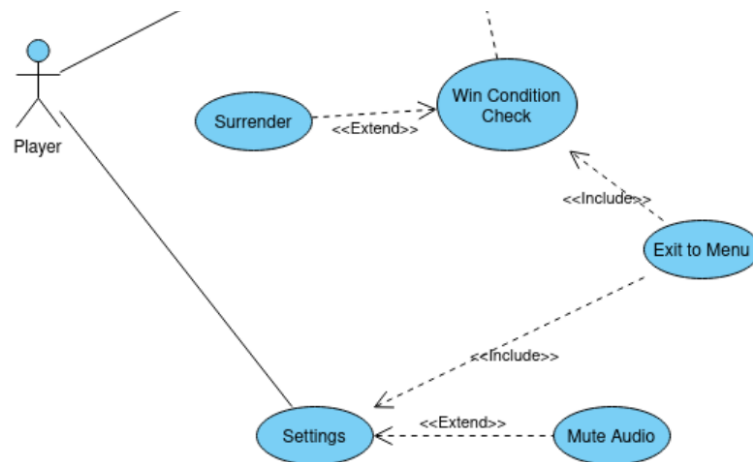 Player
Surrender
<<Extend>>
Win Condition
Check
<<Include>>
Exit to Menu
<<Include>>
Settings
<<Extend>>
Mute Audio